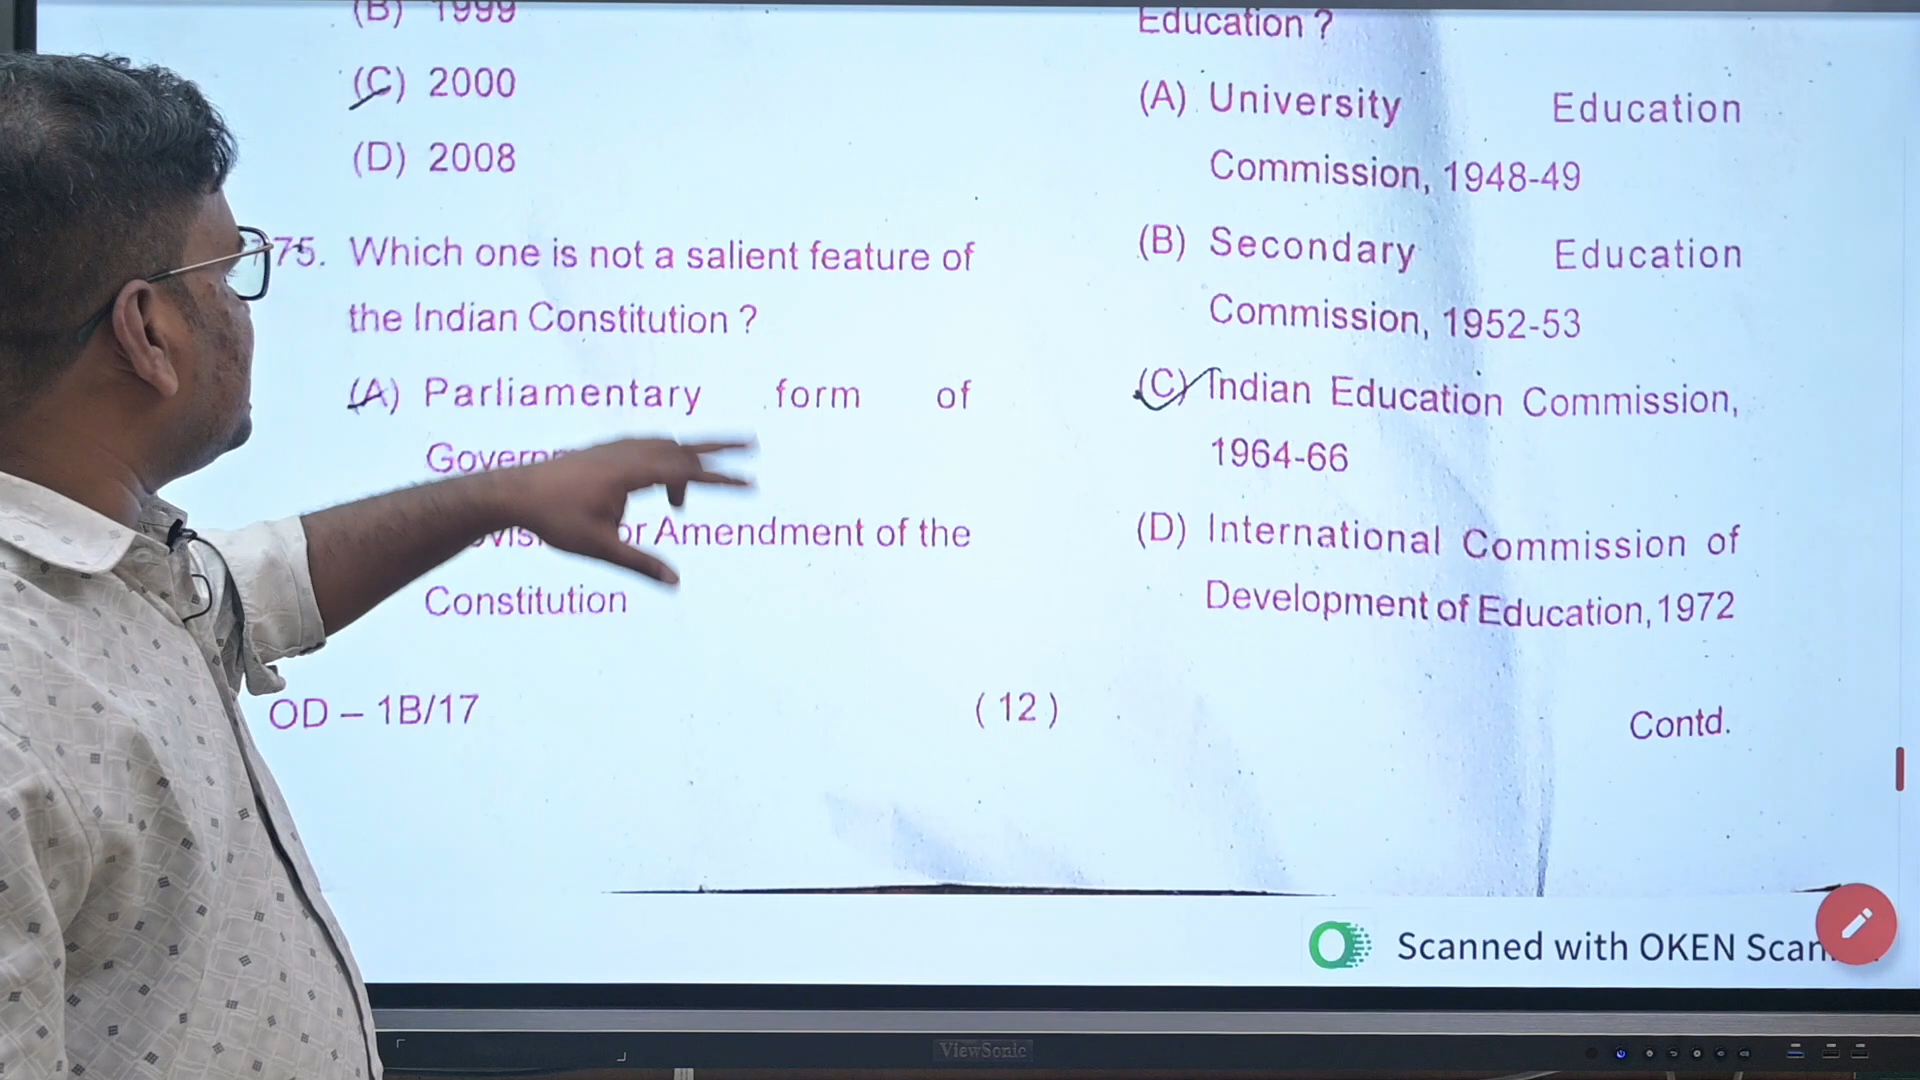 (B) 1999
(C) 2000
(D) 2008
75. Which one is not a salient feature of
the Indian Constitution ?
(A) Parliamentary form of
Amendment of the
Constitution
OD – 1B/17
( 12 )
Education ?
(A) University Education
Commission, 1948-49
(B) Secondary Education
Commission, 1952-53
(C) Indian Education Commission,
1964-66
(D) International Commission of
Development of Education, 1972
Contd.
Scanned with OKEN
ViewSonic